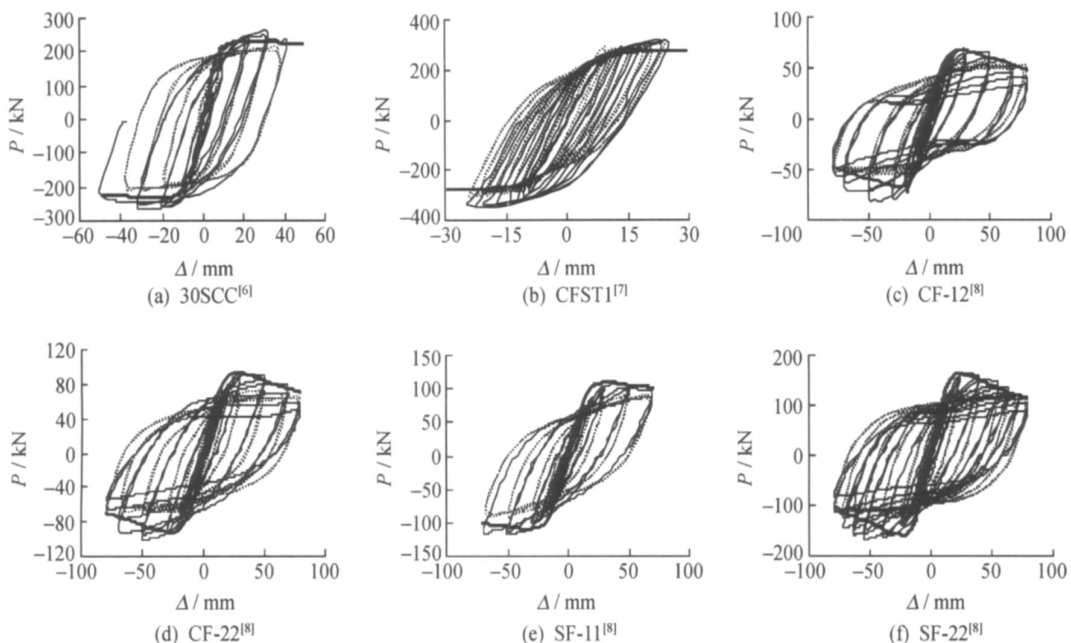 300
200
100
0
−100
−200
300
−60 −40 −20 0 20 40 60
P / kN
Δ / mm
(a) 30SCC[6]
400
200
0
−200
−400
−30 −15 0 15 30
P / kN
Δ / mm
(b) CFST1[7]
100
50
0
−50
−100
−100 −50 0 50 100
P / kN
Δ / mm
(c) CF-12[8]
120
80
40
0
−40
−80
−120
−100 −50 0 50 100
P / kN
Δ / mm
(d) CF-22[8]
150
100
50
0
−50
−100
−150
−100 −50 0 50 100
P / kN
Δ / mm
(e) SF-11[8]
200
100
0
−100
−200
−100 −50 0 50 100
P / kN
Δ / mm
(f) SF-22[8]